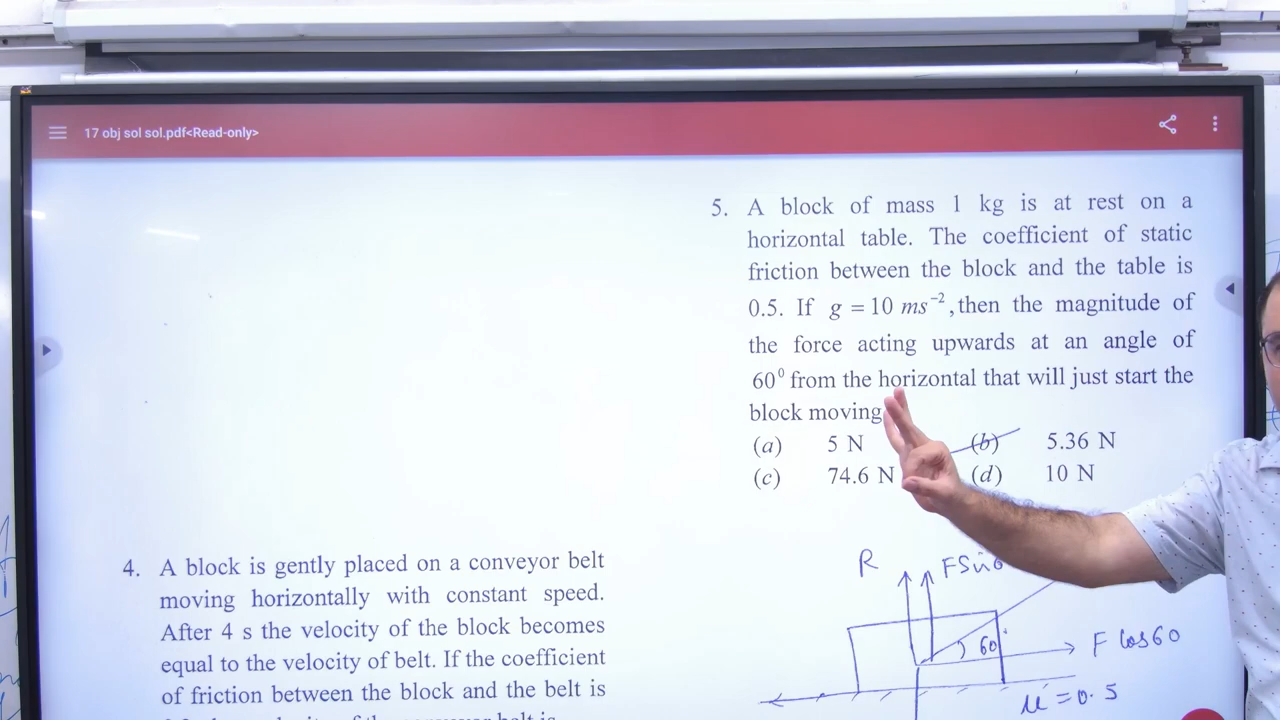 17 obj sol sol.pdf<Read-only>
5. A block of mass 1 kg is at rest on a
horizontal table. The coefficient of static
friction between the block and the table is
0.5. If g = 10 ms⁻², then the magnitude of
the force acting upwards at an angle of
60⁰ from the horizontal that will just start the
block moving
(a) 5 N (b) 5.36 N
(c) 74.6 N (d) 10 N
R FSin6
60
F Cos60
μ = 0.5
4. A block is gently placed on a conveyor belt
moving horizontally with constant speed.
After 4 s the velocity of the block becomes
equal to the velocity of belt. If the coefficient
of friction between the block and the belt is